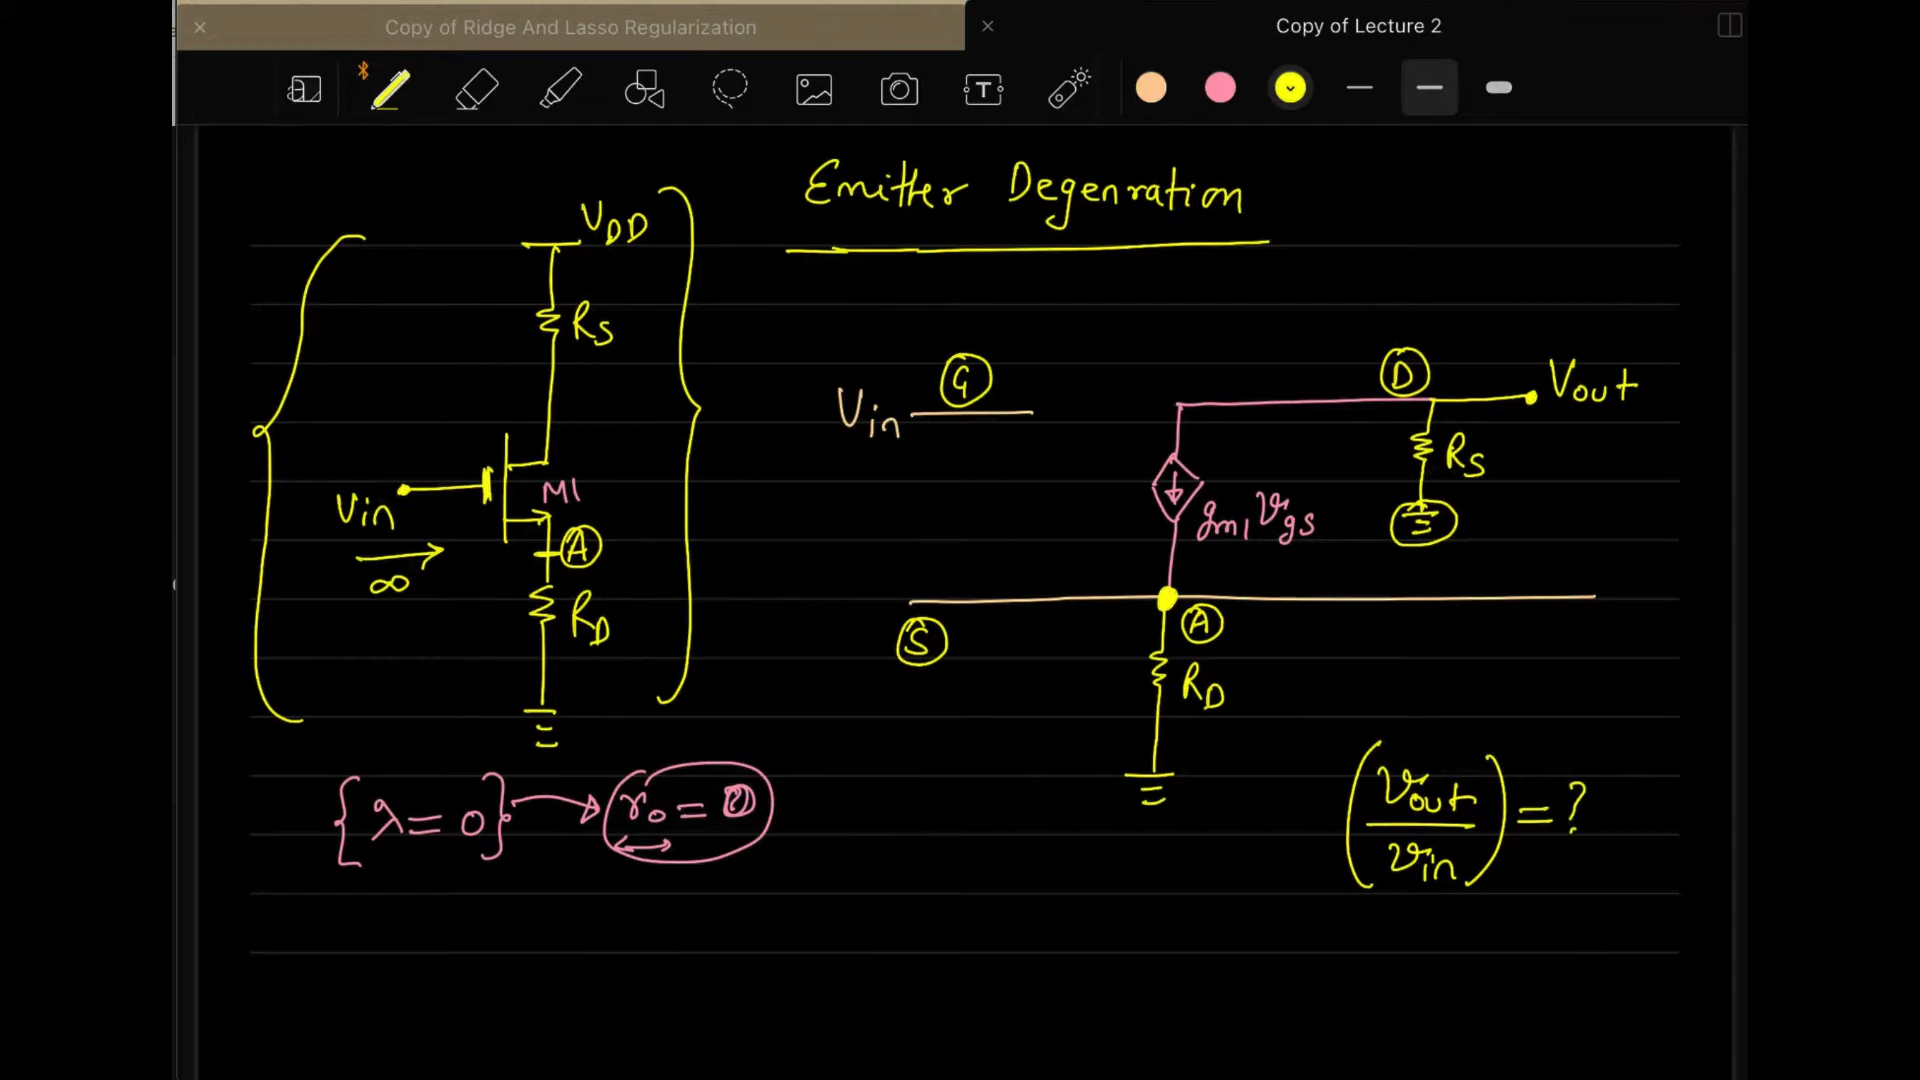 Copy of Ridge And Lasso Regularization
Copy of Lecture 2
T
Emitter Degenration
VDD
RS
M1
Vin
∞
A
RD
{λ = 0}
ro =
Vin
G
D
Vout
RS
gm1 vgs
S
A
RD
(vout / vin) = ?